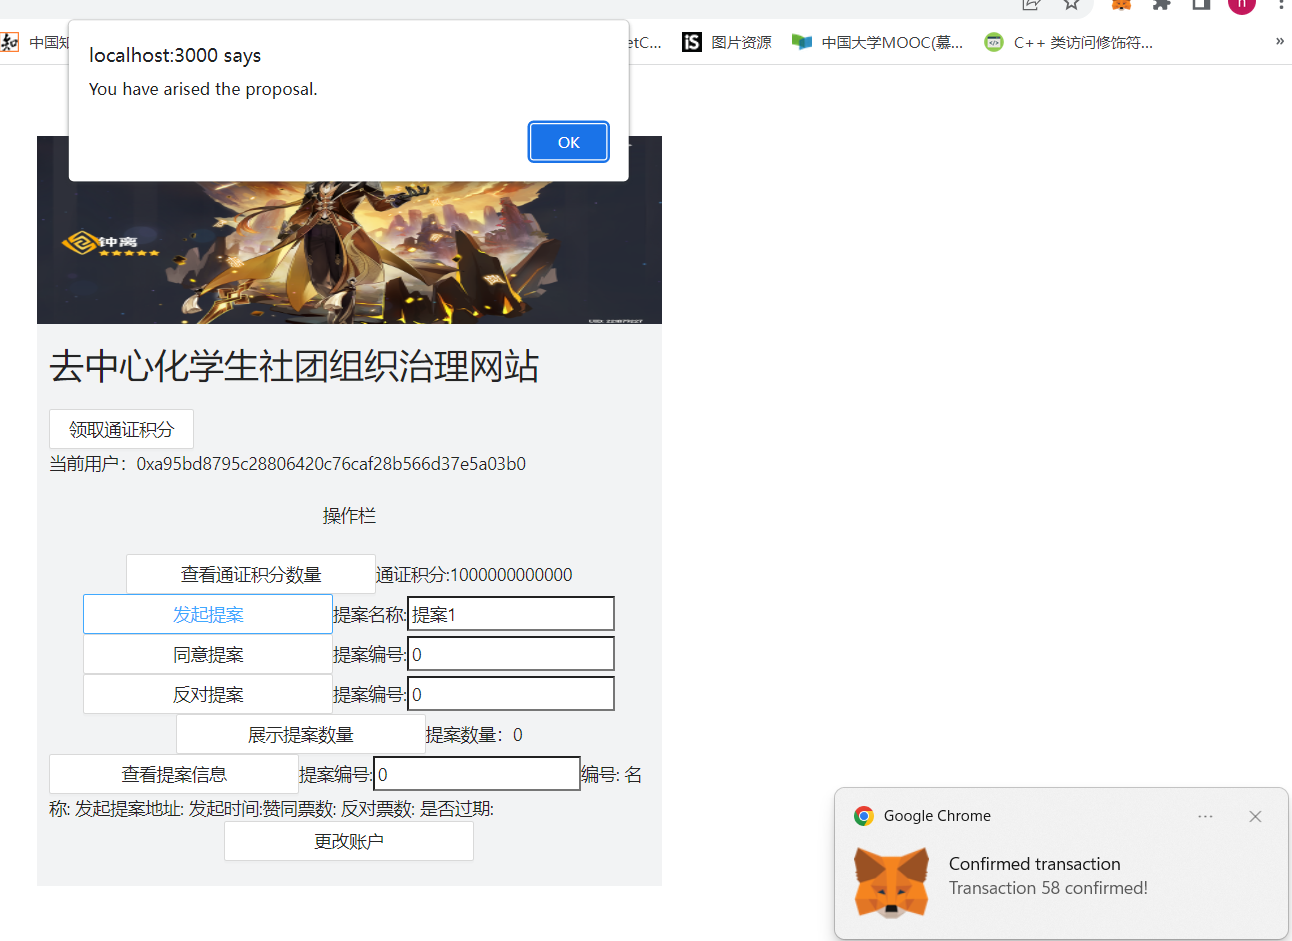 知 中国知
etC...
iS 图片资源
中国大学MOOC(慕...
C++ 类访问修饰符...
»
n
localhost:3000 says
You have arised the proposal.
OK
钟离
去中心化学生社团组织治理网站
领取通证积分
当前用户：0xa95bd8795c28806420c76caf28b566d37e5a03b0
操作栏
查看通证积分数量 通证积分:1000000000000
发起提案 提案名称: 提案1
同意提案 提案编号: 0
反对提案 提案编号: 0
展示提案数量 提案数量：0
查看提案信息 提案编号: 0 编号: 名
称: 发起提案地址: 发起时间:赞同票数: 反对票数: 是否过期:
更改账户
Google Chrome
Confirmed transaction
Transaction 58 confirmed!